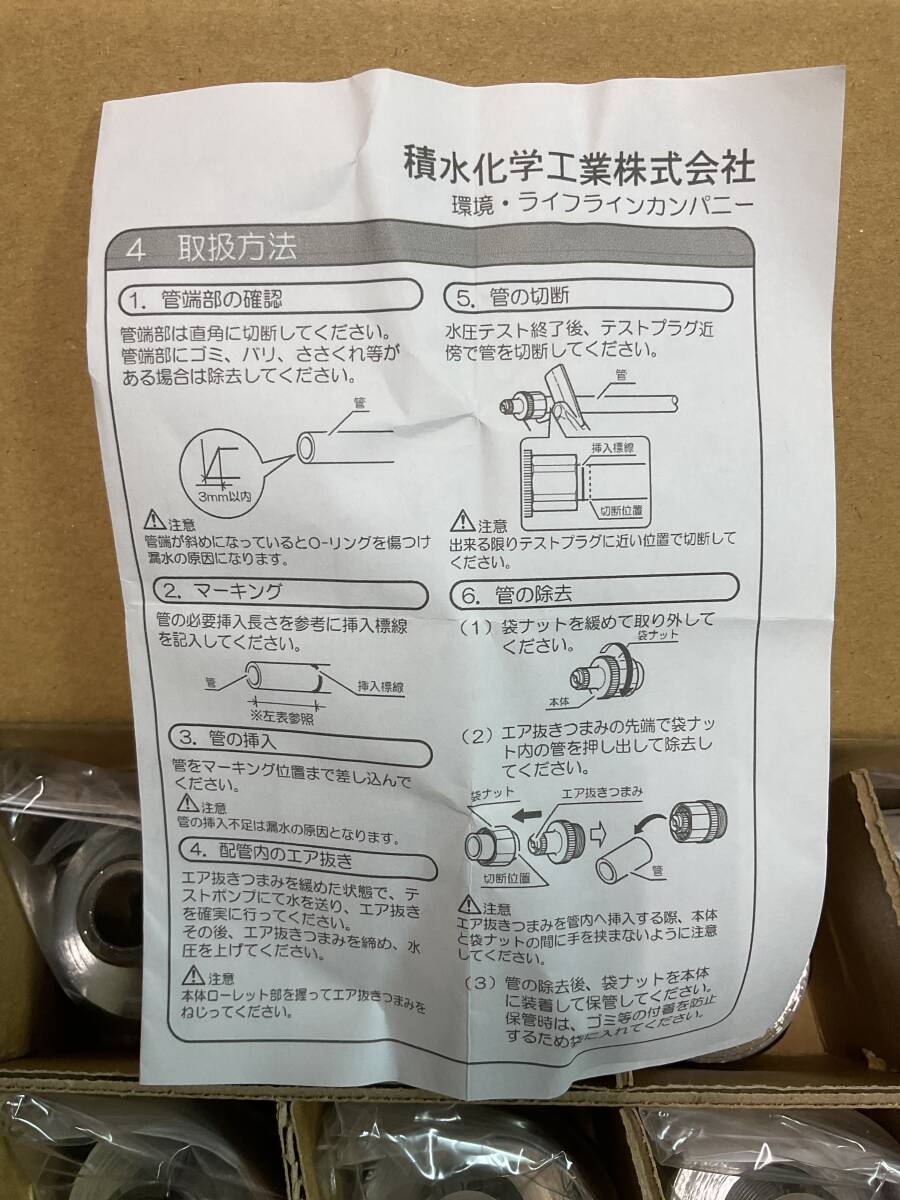 積水化学工業株式会社
環境・ライフラインカンパニー
4 取扱方法
1. 管端部の確認
管端部は直角に切断してください。
管端部にゴミ、バリ、ささくれ等が
ある場合は除去してください。
管
3mm以内
注意
管端が斜めになっているとO-リングを傷つけ
漏水の原因になります。
2. マーキング
管の必要挿入長さを参考に挿入標線
を記入してください。
管
挿入標線
※左表参照
3. 管の挿入
管をマーキング位置まで差し込んで
ください。
注意
管の挿入不足は漏水の原因となります。
4. 配管内のエア抜き
エア抜きつまみを緩めた状態で、テ
ストポンプにて水を送り、エア抜き
を確実に行ってください。
その後、エア抜きつまみを締め、水
圧を上げてください。
注意
本体ローレット部を握ってエア抜きつまみを
ねじってください。
5. 管の切断
水圧テスト終了後、テストプラグ近
傍で管を切断してください。
管
挿入標線
切断位置
注意
出来る限りテストプラグに近い位置で切断して
ください。
6. 管の除去
(1) 袋ナットを緩めて取り外して
ください。
袋ナット
本体
(2) エア抜きつまみの先端で袋ナッ
ト内の管を押し出して除去し
てください。
袋ナット
エア抜きつまみ
切断位置
管
注意
エア抜きつまみを管内へ挿入する際、本体
と袋ナットの間に手を挟まないように注意
してください。
(3) 管の除去後、袋ナットを本体
に装着して保管してください。
保管時は、ゴミ等の付着を防止
するため袋に入れてください。